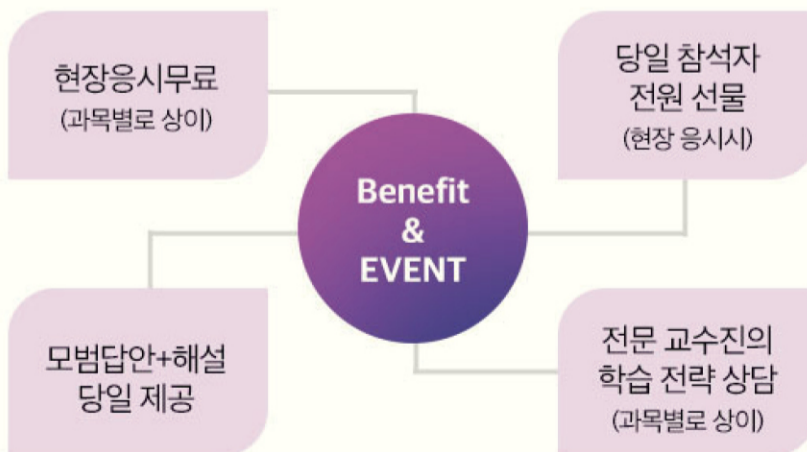 현장응시무료
(과목별로 상이)
당일 참석자
전원 선물
(현장 응시시)
Benefit
&
EVENT
모범답안+해설
당일 제공
전문 교수진의
학습 전략 상담
(과목별로 상이)